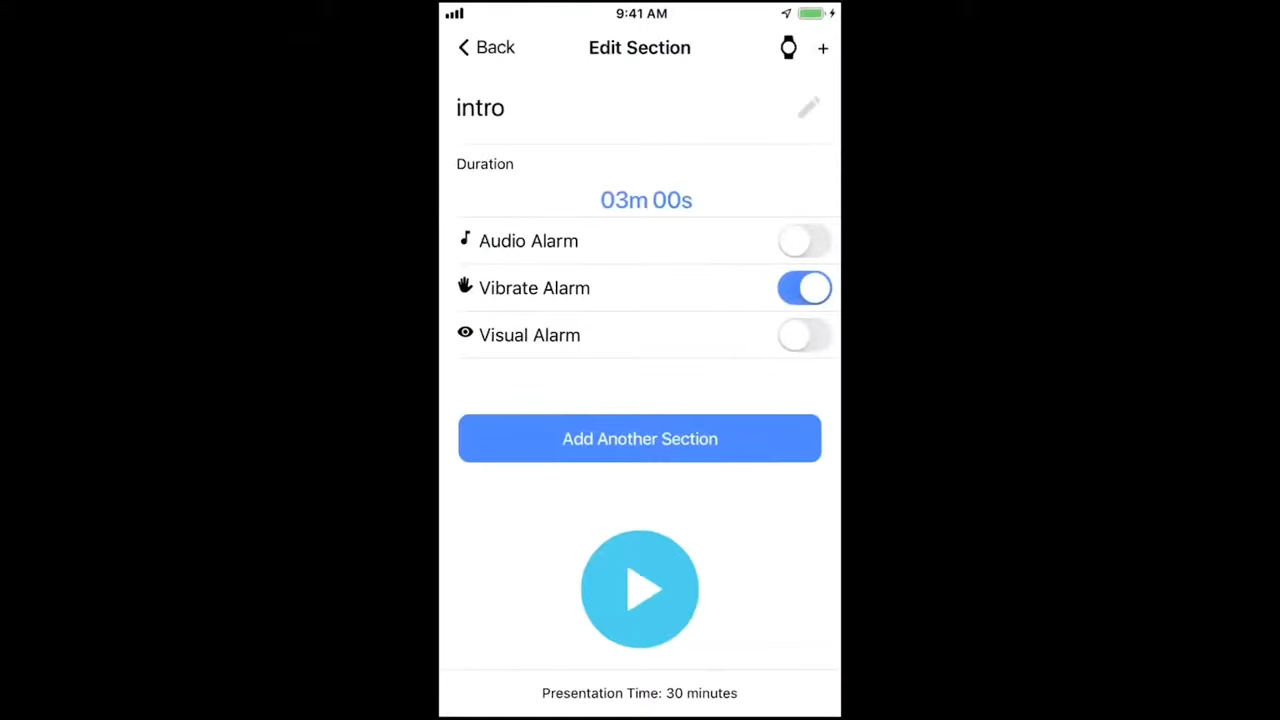 9:41 AM
Back
Edit Section
+
intro
Duration
03m 00s
Audio Alarm
Vibrate Alarm
Visual Alarm
Add Another Section
Presentation Time: 30 minutes